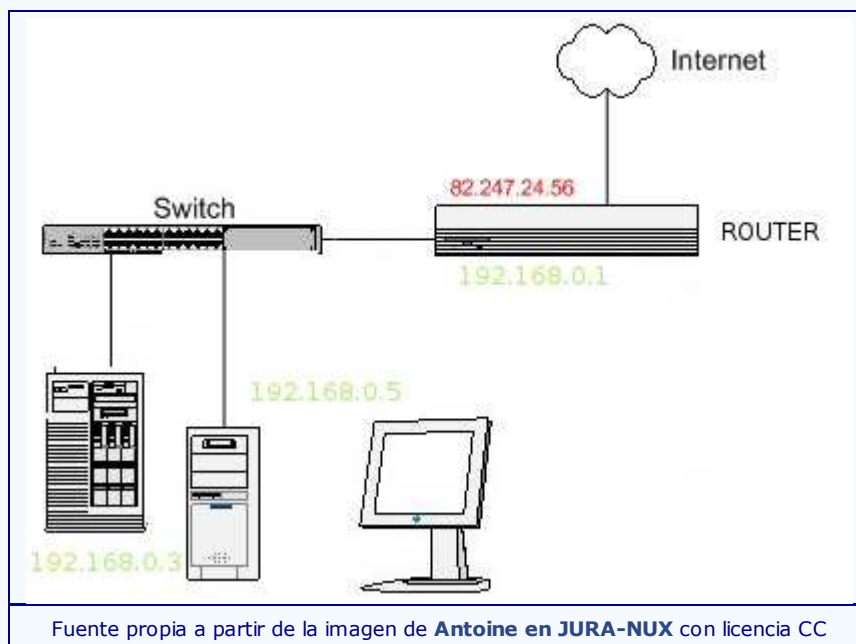 Internet
82.247.24.56
Switch
ROUTER
192.168.0.1
192.168.0.5
192.168.0.3
Fuente propia a partir de la imagen de Antoine en JURA-NUX con licencia CC